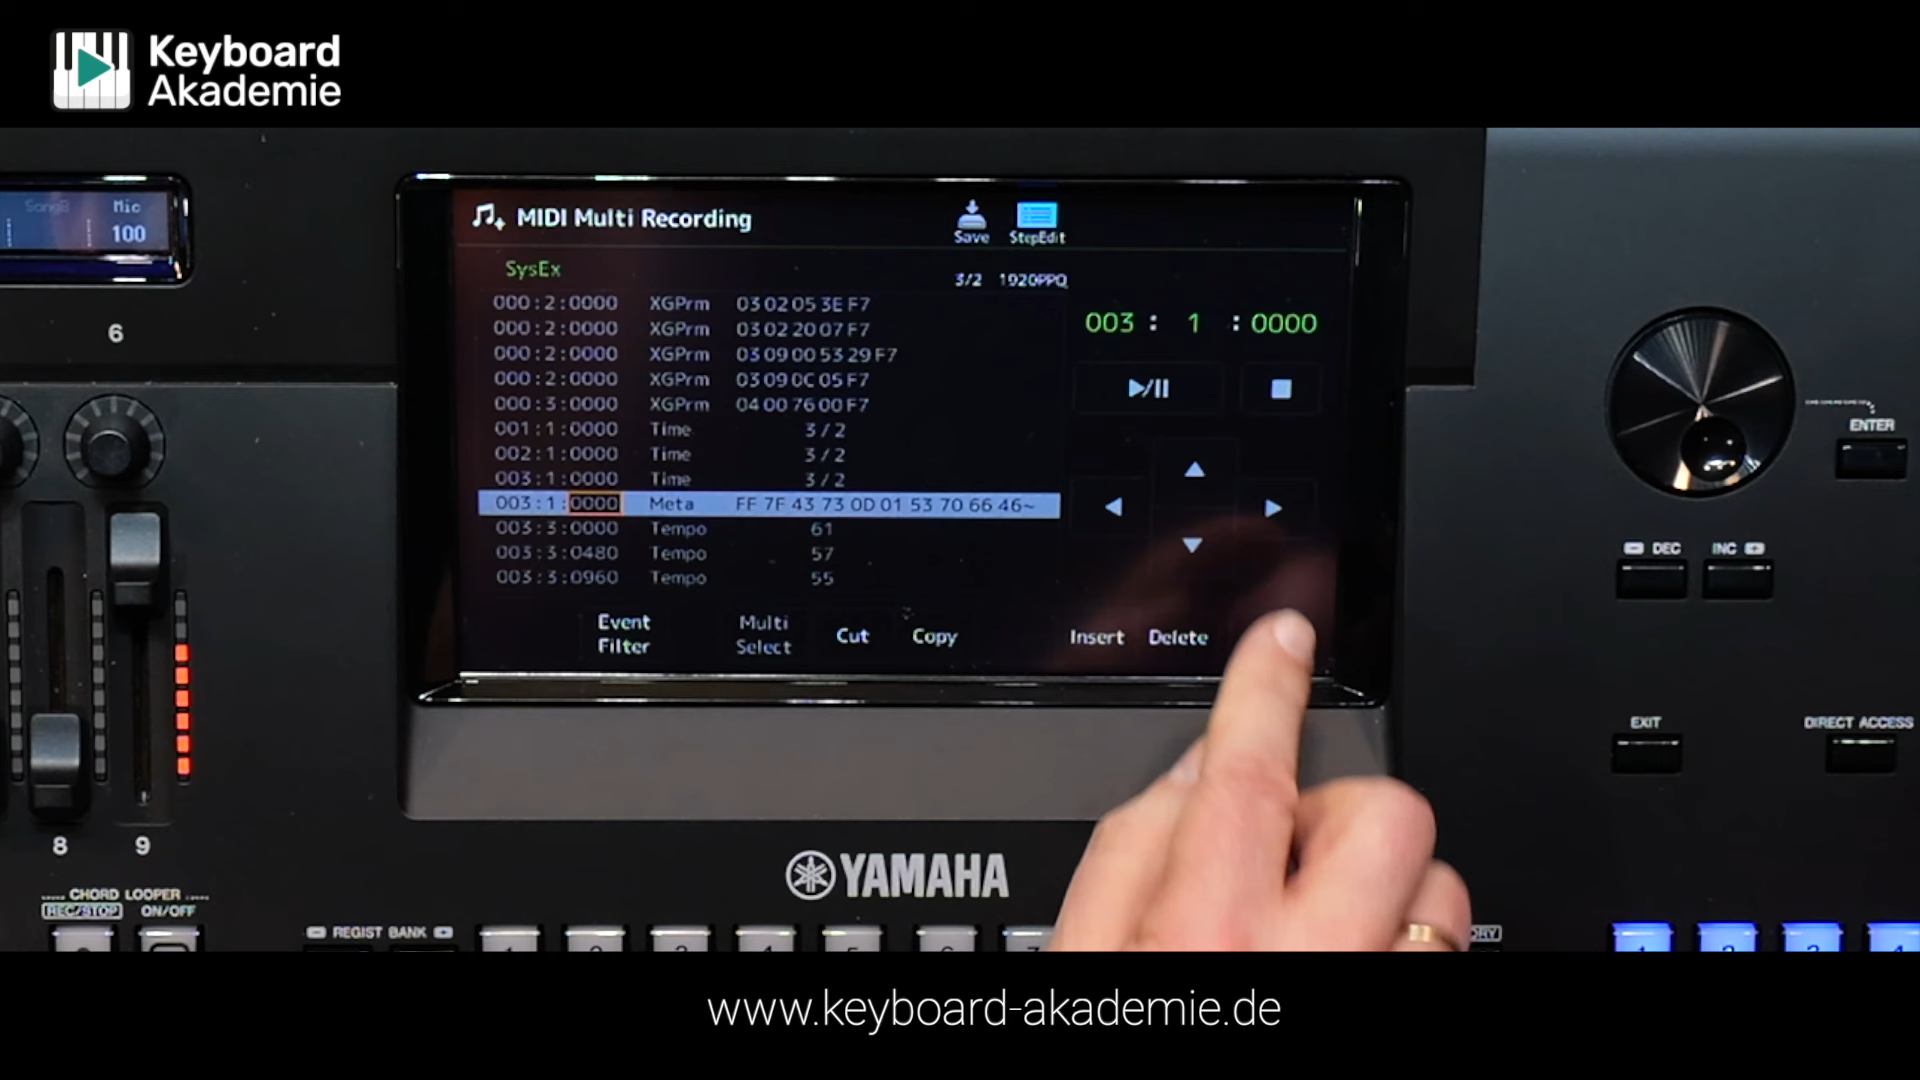 Keyboard
Akademie
SongB Mic
100
6
MIDI Multi Recording
Save StepEdit
SysEx
3/2 1920PPQ
000:2:0000 XGPrm 03 02 05 3E F7
000:2:0000 XGPrm 03 02 20 07 F7
000:2:0000 XGPrm 03 09 00 53 29 F7
000:2:0000 XGPrm 03 09 0C 05 F7
000:3:0000 XGPrm 04 00 76 00 F7
001:1:0000 Time 3/2
002:1:0000 Time 3/2
003:1:0000 Time 3/2
003:1:0000 Meta FF 7F 43 73 0D 01 53 70 66 46~
003:3:0000 Tempo 61
003:3:0480 Tempo 57
003:3:0960 Tempo 55
003 : 1 : 0000
Event
Filter
Multi
Select
Cut
Copy
Insert
Delete
ENTER
DEC INC
EXIT
DIRECT ACCESS
8 9
YAMAHA
CHORD LOOPER
REC/STOP ON/OFF
REGIST BANK
www.keyboard-akademie.de